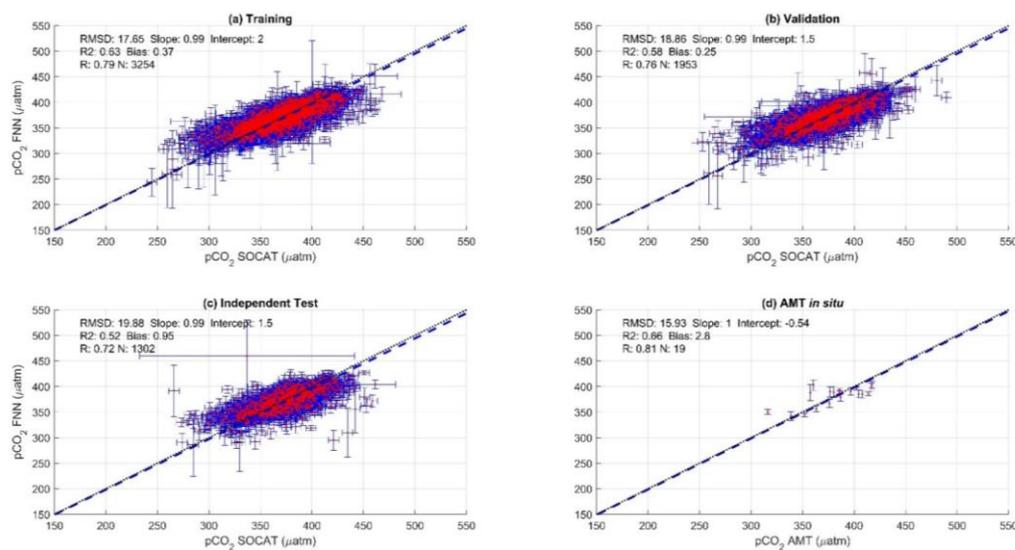 (a) Training
RMSD: 17.65 Slope: 0.99 Intercept: 2
R2: 0.63 Bias: 0.37
R: 0.79 N: 3254
550
500
450
400
350
300
250
200
150
pCO2 FNN (μatm)
150 200 250 300 350 400 450 500 550
pCO2 SOCAT (μatm)
(b) Validation
RMSD: 18.86 Slope: 0.99 Intercept: 1.5
R2: 0.58 Bias: 0.25
R: 0.76 N: 1953
550
500
450
400
350
300
250
200
150
pCO2 FNN (μatm)
150 200 250 300 350 400 450 500 550
pCO2 SOCAT (μatm)
(c) Independent Test
RMSD: 19.88 Slope: 0.99 Intercept: 1.5
R2: 0.52 Bias: 0.95
R: 0.72 N: 1302
550
500
450
400
350
300
250
200
150
pCO2 FNN (μatm)
150 200 250 300 350 400 450 500 550
pCO2 SOCAT (μatm)
(d) AMT in situ
RMSD: 15.93 Slope: 1 Intercept: -0.54
R2: 0.66 Bias: 2.8
R: 0.81 N: 19
550
500
450
400
350
300
250
200
150
pCO2 FNN (μatm)
150 200 250 300 350 400 450 500 550
pCO2 AMT (μatm)